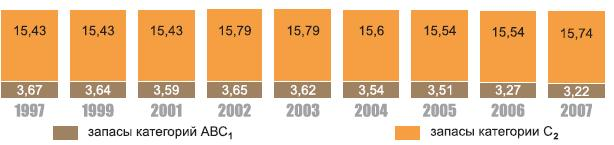 15,43 15,43 15,43 15,79 15,79 15,6 15,54 15,54 15,74
3,67 3,64 3,59 3,65 3,62 3,54 3,51 3,27 3,22
1997 1999 2001 2002 2003 2004 2005 2006 2007
запасы категорий ABC₁ запасы категории C₂